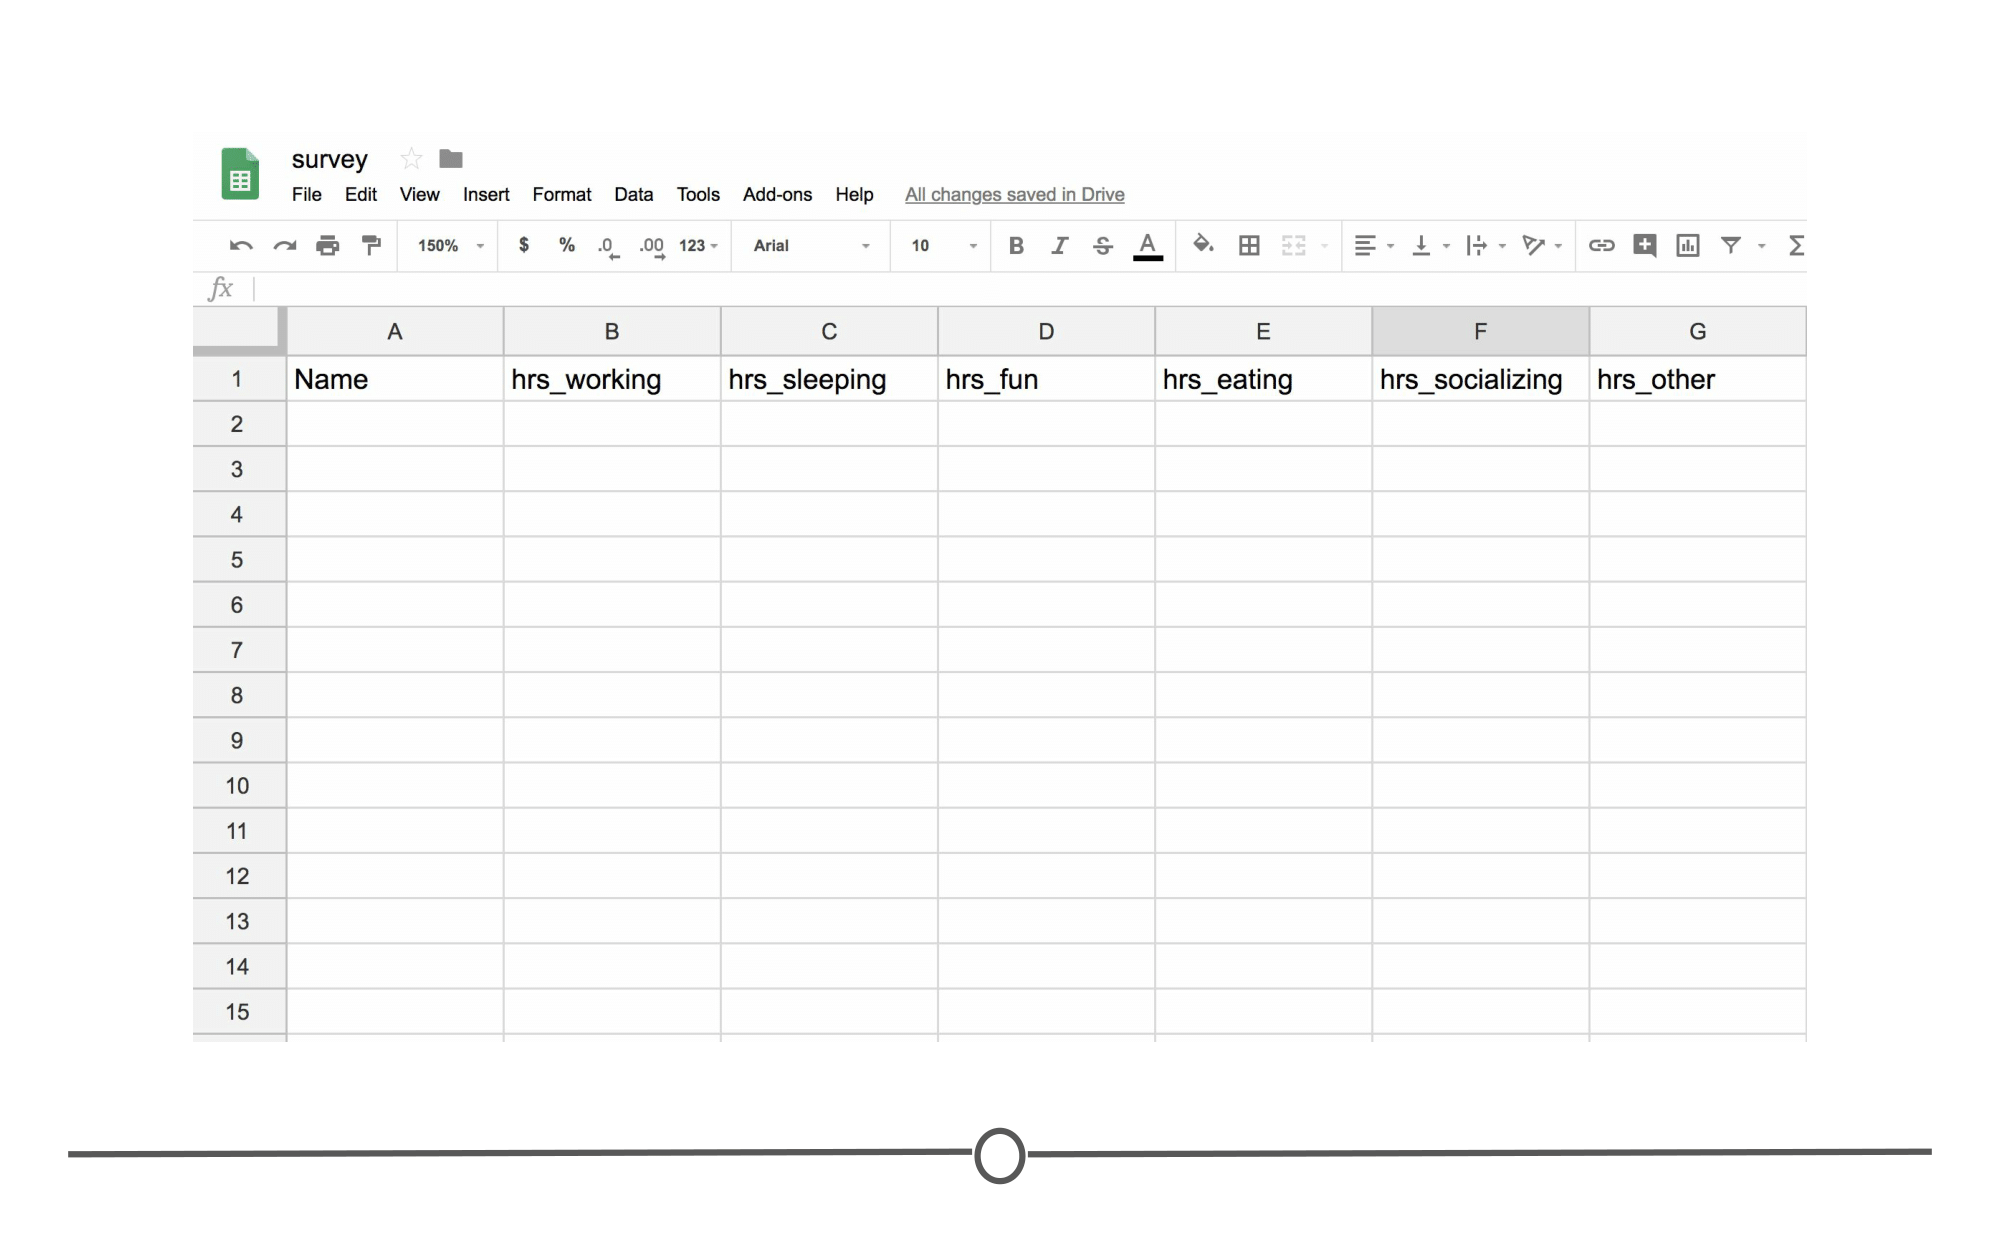 survey
File Edit View Insert Format Data Tools Add-ons Help All changes saved in Drive
150% $ % .0 .00 123 Arial 10 B I S A Σ
fx
A B C D E F G
1 Name hrs_working hrs_sleeping hrs_fun hrs_eating hrs_socializing hrs_other
2
3
4
5
6
7
8
9
10
11
12
13
14
15